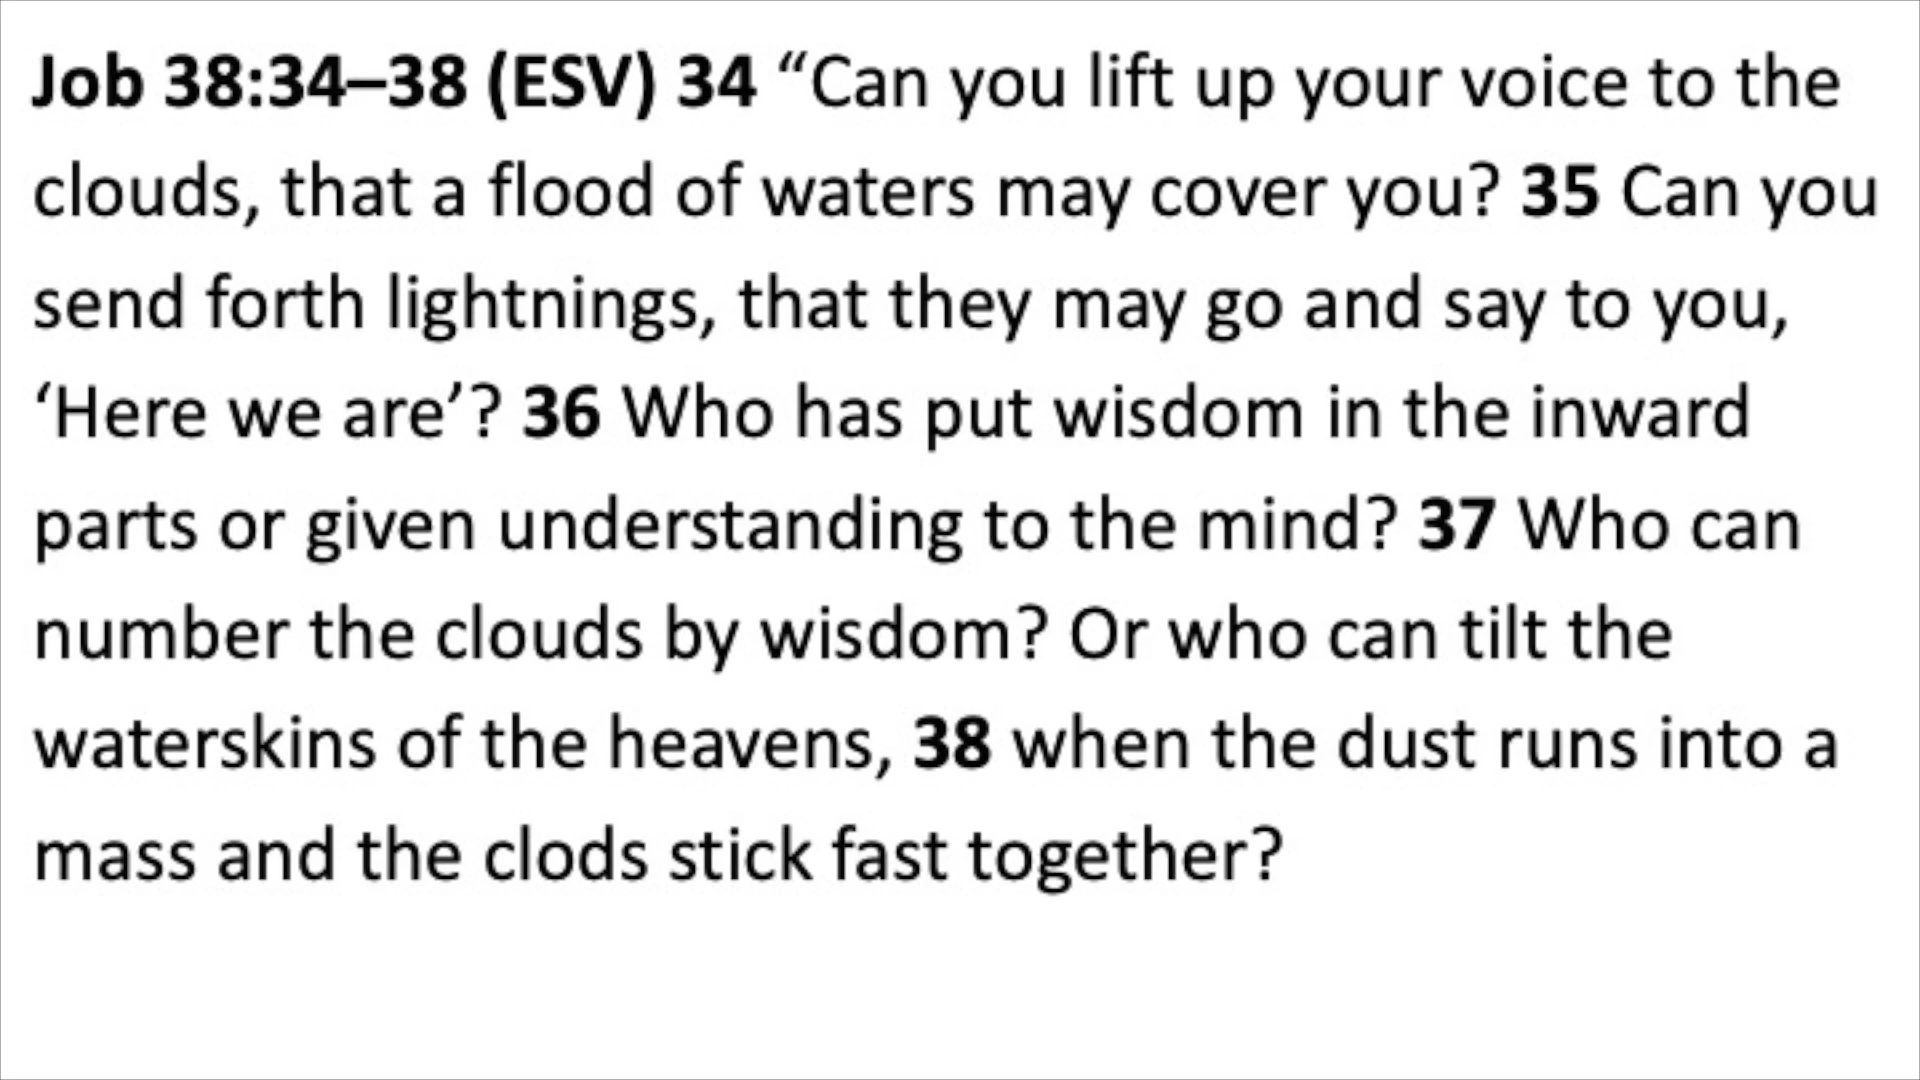 Job 38:34–38 (ESV) 34 “Can you lift up your voice to the
clouds, that a flood of waters may cover you? 35 Can you
send forth lightnings, that they may go and say to you,
‘Here we are’? 36 Who has put wisdom in the inward
parts or given understanding to the mind? 37 Who can
number the clouds by wisdom? Or who can tilt the
waterskins of the heavens, 38 when the dust runs into a
mass and the clods stick fast together?